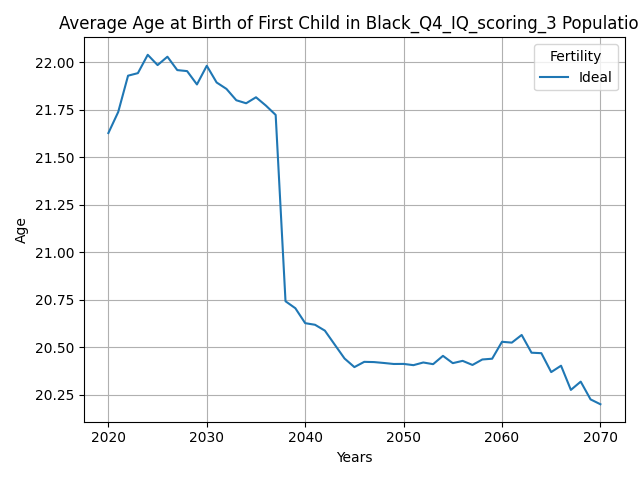 Average Age at Birth of First Child in Black_Q4_IQ_scoring_3 Populatio
Fertility
Ideal
22.00
21.75
21.50
21.25
21.00
20.75
20.50
20.25
Age
2020 2030 2040 2050 2060 2070
Years